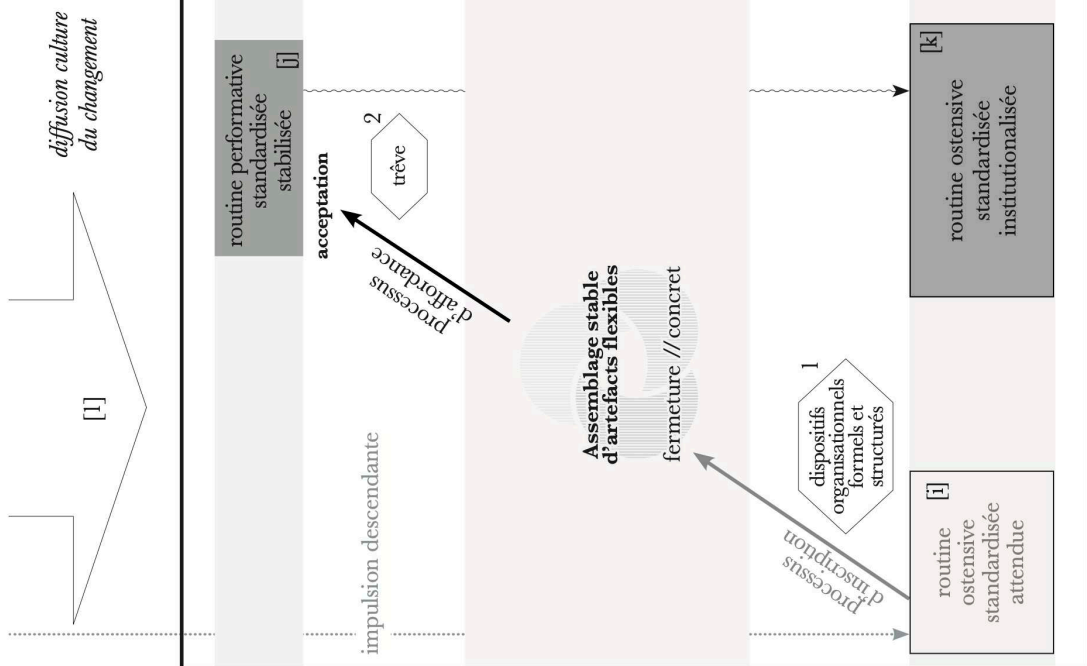 diffusion culture
du changement
[1]
routine performative
standardisée
stabilisée
[j]
acceptation
2
trêve
processus
d'affordance
Assemblage stable
d'artefacts flexibles
fermeture // concret
impulsion descendante
1
dispositifs
organisationnels
formels et
structurés
processus
d'inscription
[i]
routine
ostensive
standardisée
attendue
[k]
routine ostensive
standardisée
institutionalisée